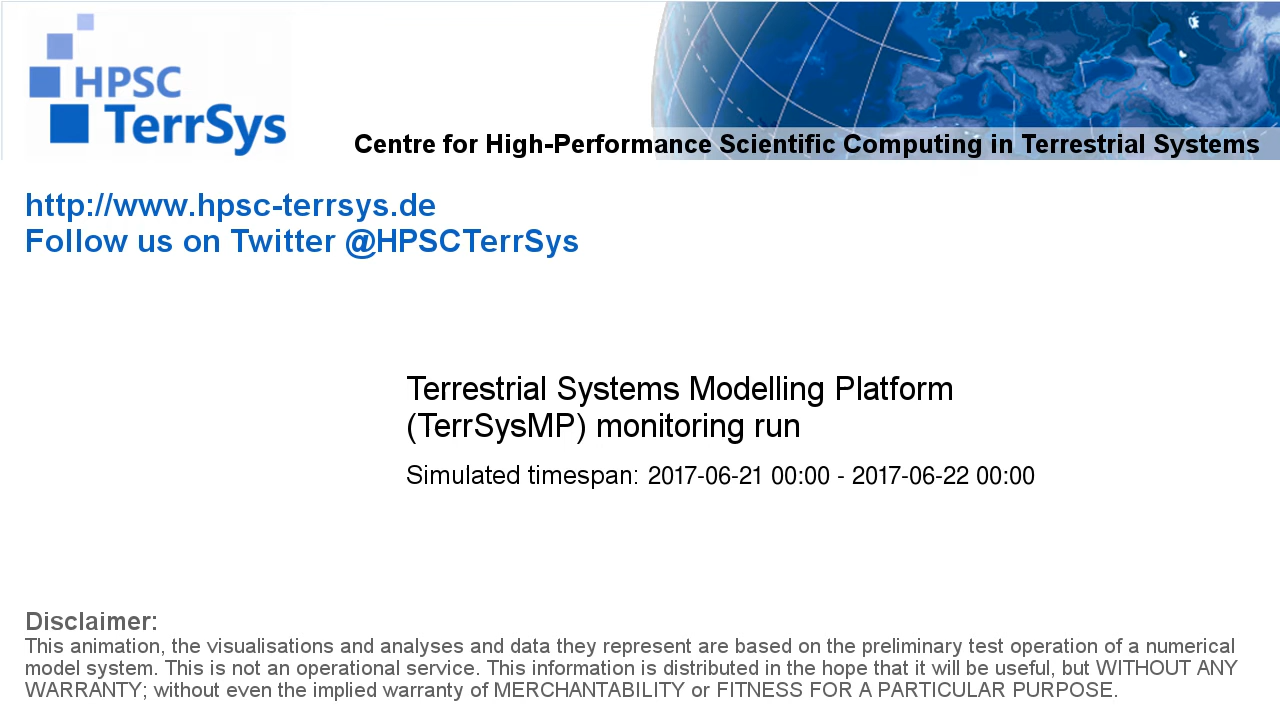 HPSC
TerrSys
Centre for High-Performance Scientific Computing in Terrestrial Systems
http://www.hpsc-terrsys.de
Follow us on Twitter @HPSCTerrSys
Terrestrial Systems Modelling Platform
(TerrSysMP) monitoring run
Simulated timespan: 2017-06-21 00:00 - 2017-06-22 00:00
Disclaimer:
This animation, the visualisations and analyses and data they represent are based on the preliminary test operation of a numerical
model system. This is not an operational service. This information is distributed in the hope that it will be useful, but WITHOUT ANY
WARRANTY; without even the implied warranty of MERCHANTABILITY or FITNESS FOR A PARTICULAR PURPOSE.